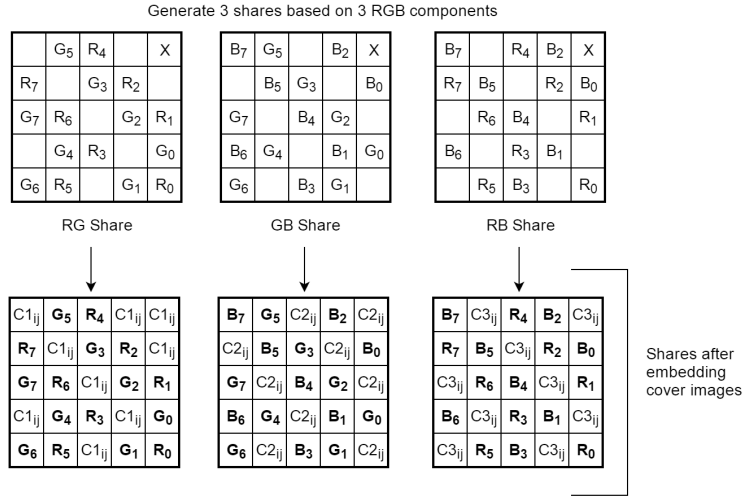 Generate 3 shares based on 3 RGB components
G5 R4 X
R7 G3 R2
G7 R6 G2 R1
G4 R3 G0
G6 R5 G1 R0
RG Share
B7 G5 B2 X
B5 G3 B0
G7 B4 G2
B6 G4 B1 G0
G6 B3 G1
GB Share
B7 R4 B2 X
R7 B5 R2 B0
R6 B4 R1
B6 R3 B1
R5 B3 R0
RB Share
C1ij G5 R4 C1ij C1ij
R7 C1ij G3 R2 C1ij
G7 R6 C1ij G2 R1
C1ij G4 R3 C1ij G0
G6 R5 C1ij G1 R0
B7 G5 C2ij B2 C2ij
C2ij B5 G3 C2ij B0
G7 C2ij B4 G2 C2ij
B6 G4 C2ij B1 G0
G6 C2ij B3 G1 C2ij
B7 C3ij R4 B2 C3ij
R7 B5 C3ij R2 B0
C3ij R6 B4 C3ij R1
B6 C3ij R3 B1 C3ij
C3ij R5 B3 C3ij R0
Shares after
embedding
cover images